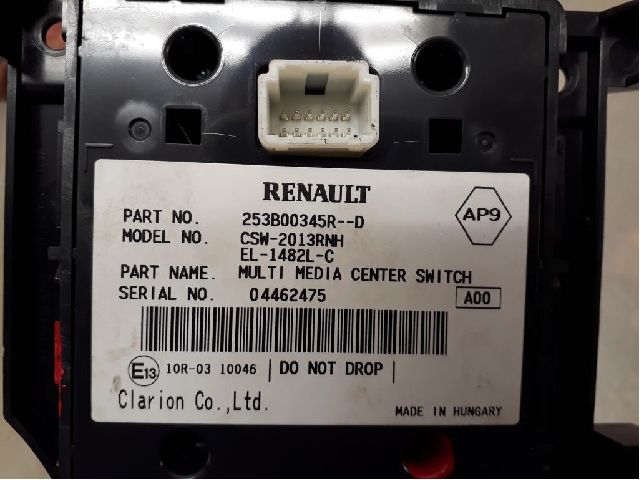 RENAULT
AP9
PART NO. 253B00345R--D
MODEL NO. CSW-2013RNH
EL-1482L-C
PART NAME. MULTI MEDIA CENTER SWITCH
SERIAL NO. 04462475
A00
E13 10R-03 10046 | DO NOT DROP |
Clarion Co.,Ltd.
MADE IN HUNGARY